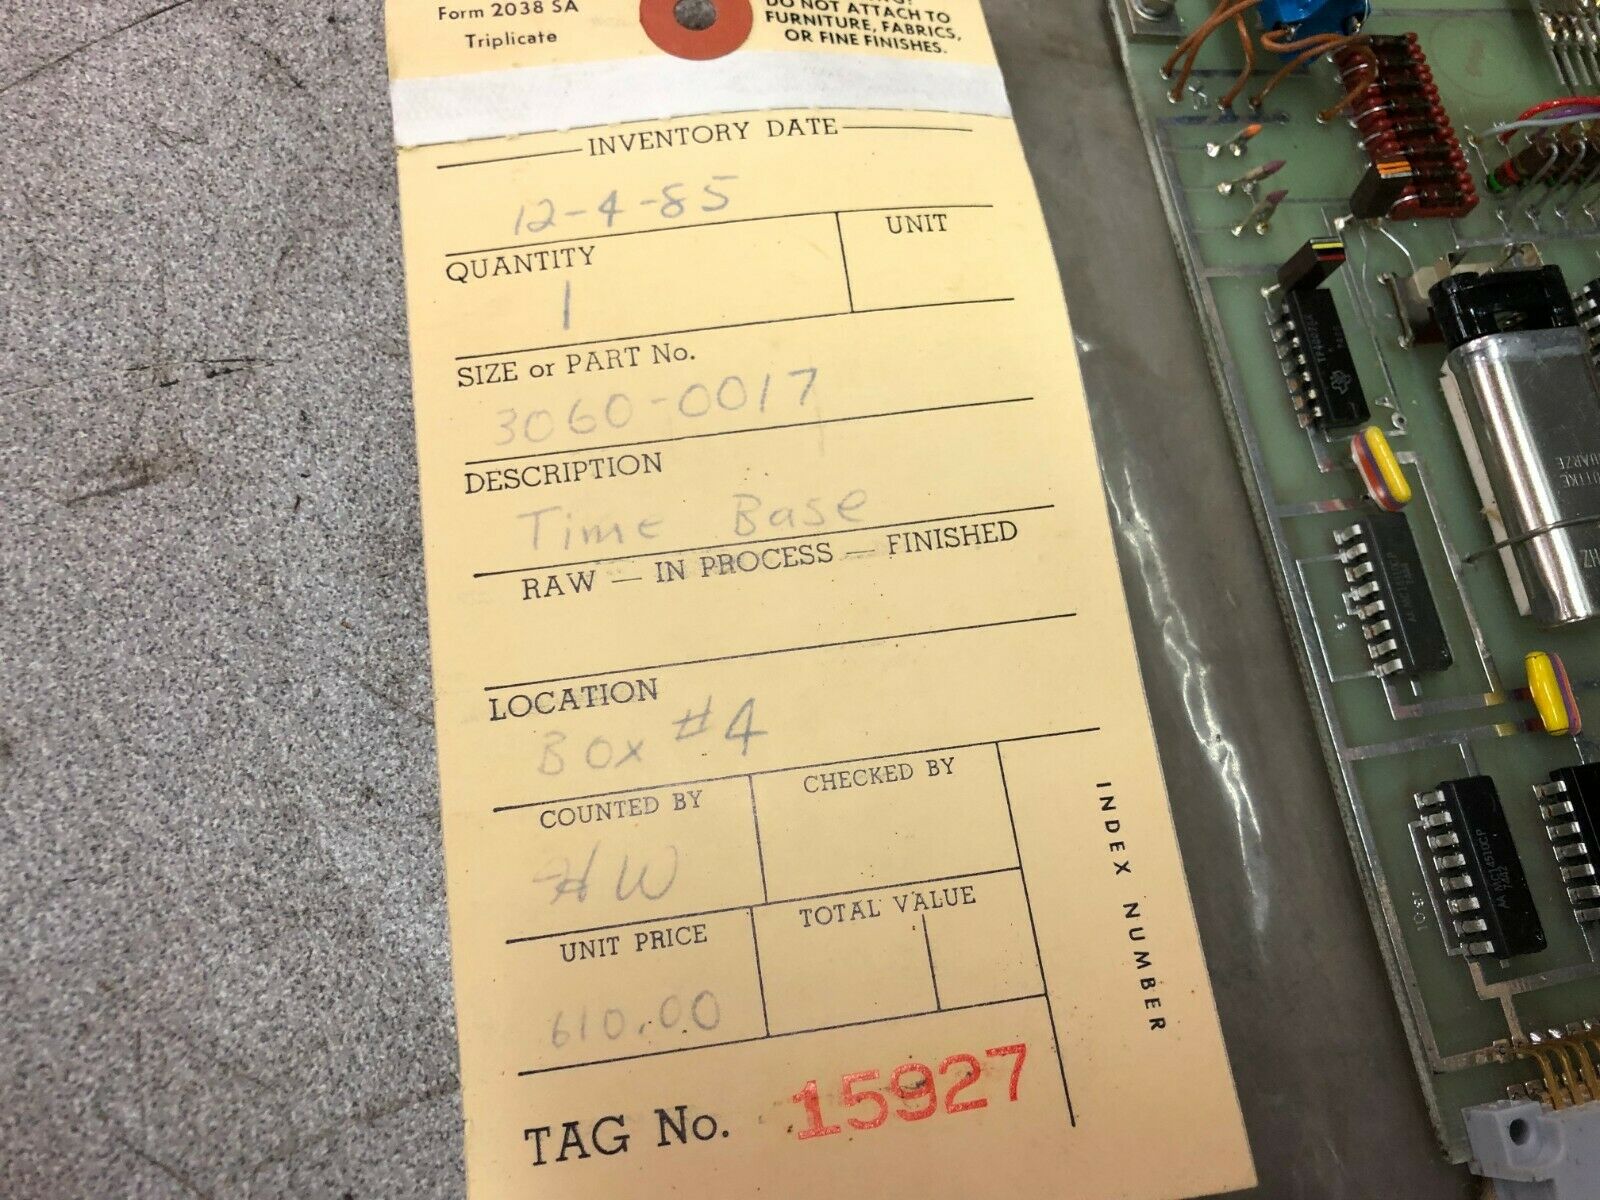 Form 2038 SA
Triplicate
DO NOT ATTACH TO
FURNITURE, FABRICS,
OR FINE FINISHES.
INVENTORY DATE
12-4-85
QUANTITY
UNIT
1
SIZE or PART No.
3060-0017
DESCRIPTION
Time Base
RAW — IN PROCESS — FINISHED
LOCATION
Box #4
COUNTED BY
CHECKED BY
HW
UNIT PRICE
TOTAL VALUE
610.00
INDEX NUMBER
TAG No. 15927